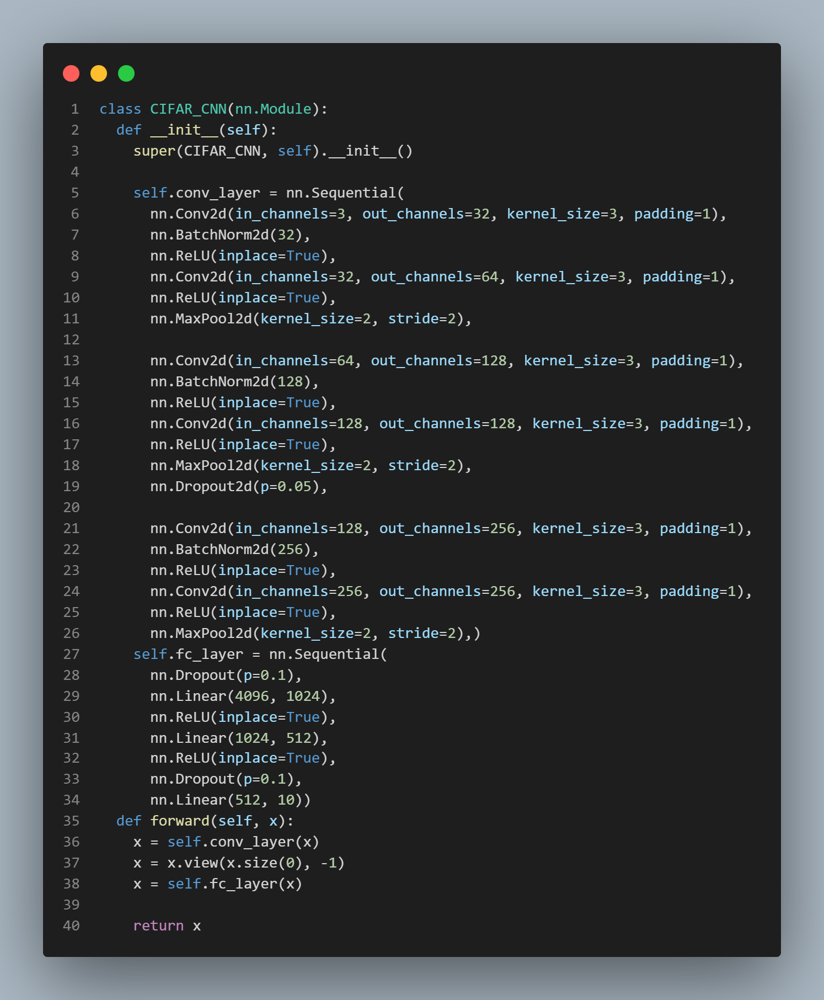 1 class CIFAR_CNN(nn.Module):
2   def __init__(self):
3     super(CIFAR_CNN, self).__init__()
4
5     self.conv_layer = nn.Sequential(
6       nn.Conv2d(in_channels=3, out_channels=32, kernel_size=3, padding=1),
7       nn.BatchNorm2d(32),
8       nn.ReLU(inplace=True),
9       nn.Conv2d(in_channels=32, out_channels=64, kernel_size=3, padding=1),
10       nn.ReLU(inplace=True),
11       nn.MaxPool2d(kernel_size=2, stride=2),
12
13       nn.Conv2d(in_channels=64, out_channels=128, kernel_size=3, padding=1),
14       nn.BatchNorm2d(128),
15       nn.ReLU(inplace=True),
16       nn.Conv2d(in_channels=128, out_channels=128, kernel_size=3, padding=1),
17       nn.ReLU(inplace=True),
18       nn.MaxPool2d(kernel_size=2, stride=2),
19       nn.Dropout2d(p=0.05),
20
21       nn.Conv2d(in_channels=128, out_channels=256, kernel_size=3, padding=1),
22       nn.BatchNorm2d(256),
23       nn.ReLU(inplace=True),
24       nn.Conv2d(in_channels=256, out_channels=256, kernel_size=3, padding=1),
25       nn.ReLU(inplace=True),
26       nn.MaxPool2d(kernel_size=2, stride=2),)
27     self.fc_layer = nn.Sequential(
28       nn.Dropout(p=0.1),
29       nn.Linear(4096, 1024),
30       nn.ReLU(inplace=True),
31       nn.Linear(1024, 512),
32       nn.ReLU(inplace=True),
33       nn.Dropout(p=0.1),
34       nn.Linear(512, 10))
35   def forward(self, x):
36     x = self.conv_layer(x)
37     x = x.view(x.size(0), -1)
38     x = self.fc_layer(x)
39
40     return x